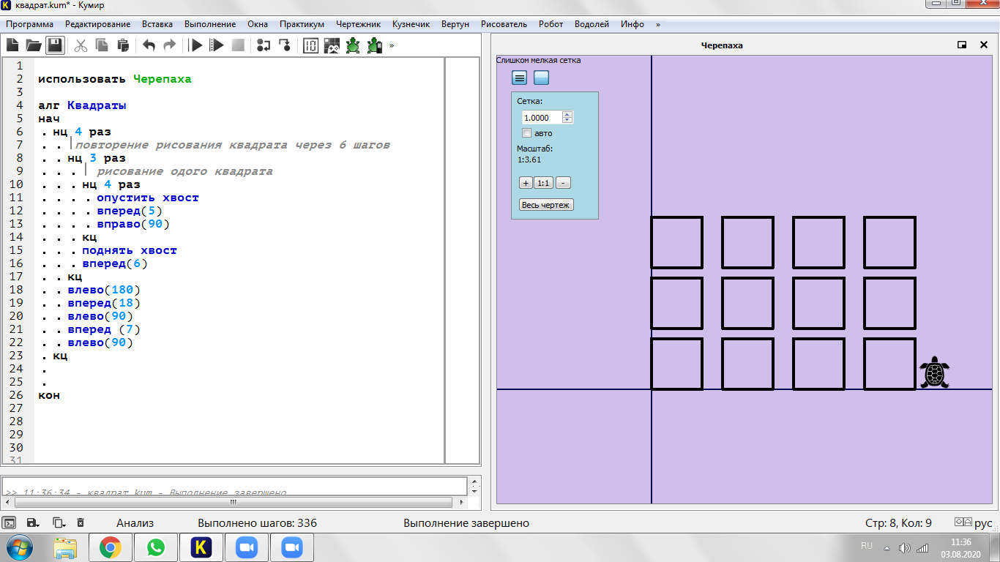 квадрат.kum* - Кумир
Программа Редактирование Вставка Выполнение Окна Практикум Чертежник Кузнечик Вертун Рисователь Робот Водолей Инфо »
»
Черепаха
1
2 использовать Черепаха
3
4 алг Квадраты
5 нач
6 . нц 4 раз
7 . . |повторение рисования квадрата через 6 шагов
8 . . нц 3 раз
9 . . . | рисование одого квадрата
10 . . . нц 4 раз
11 . . . . опустить хвост
12 . . . . вперед(5)
13 . . . . вправо(90)
14 . . . кц
15 . . . поднять хвост
16 . . . вперед(6)
17 . . кц
18 . . влево(180)
19 . . вперед(18)
20 . . влево(90)
21 . . вперед (7)
22 . . влево(90)
23 . кц
24 .
25 .
26 кон
27
28
29
30
31
Слишком мелкая сетка
Сетка:
1.0000
авто
Масштаб:
1:3.61
+ 1:1 -
Весь чертеж
>> 11:36:34 - квадрат.kum - Выполнение завершено
Анализ Выполнено шагов: 336 Выполнение завершено Стр: 8, Кол: 9 рус
RU 11:36
03.08.2020